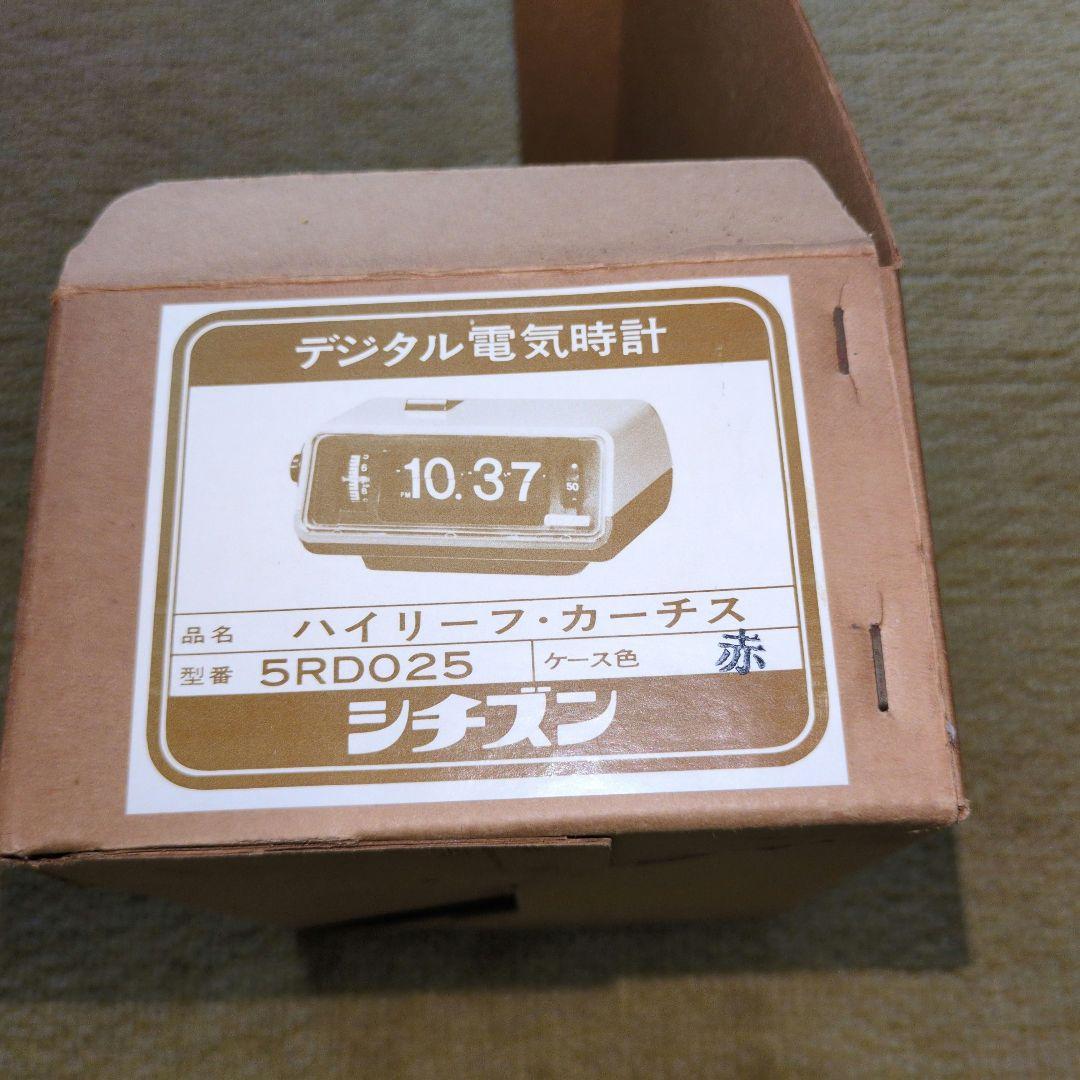 デジタル電気時計
PM 10.37 50
品名 ハイリーフ・カーチス
型番 5RD025 ケース色 赤
シチズン